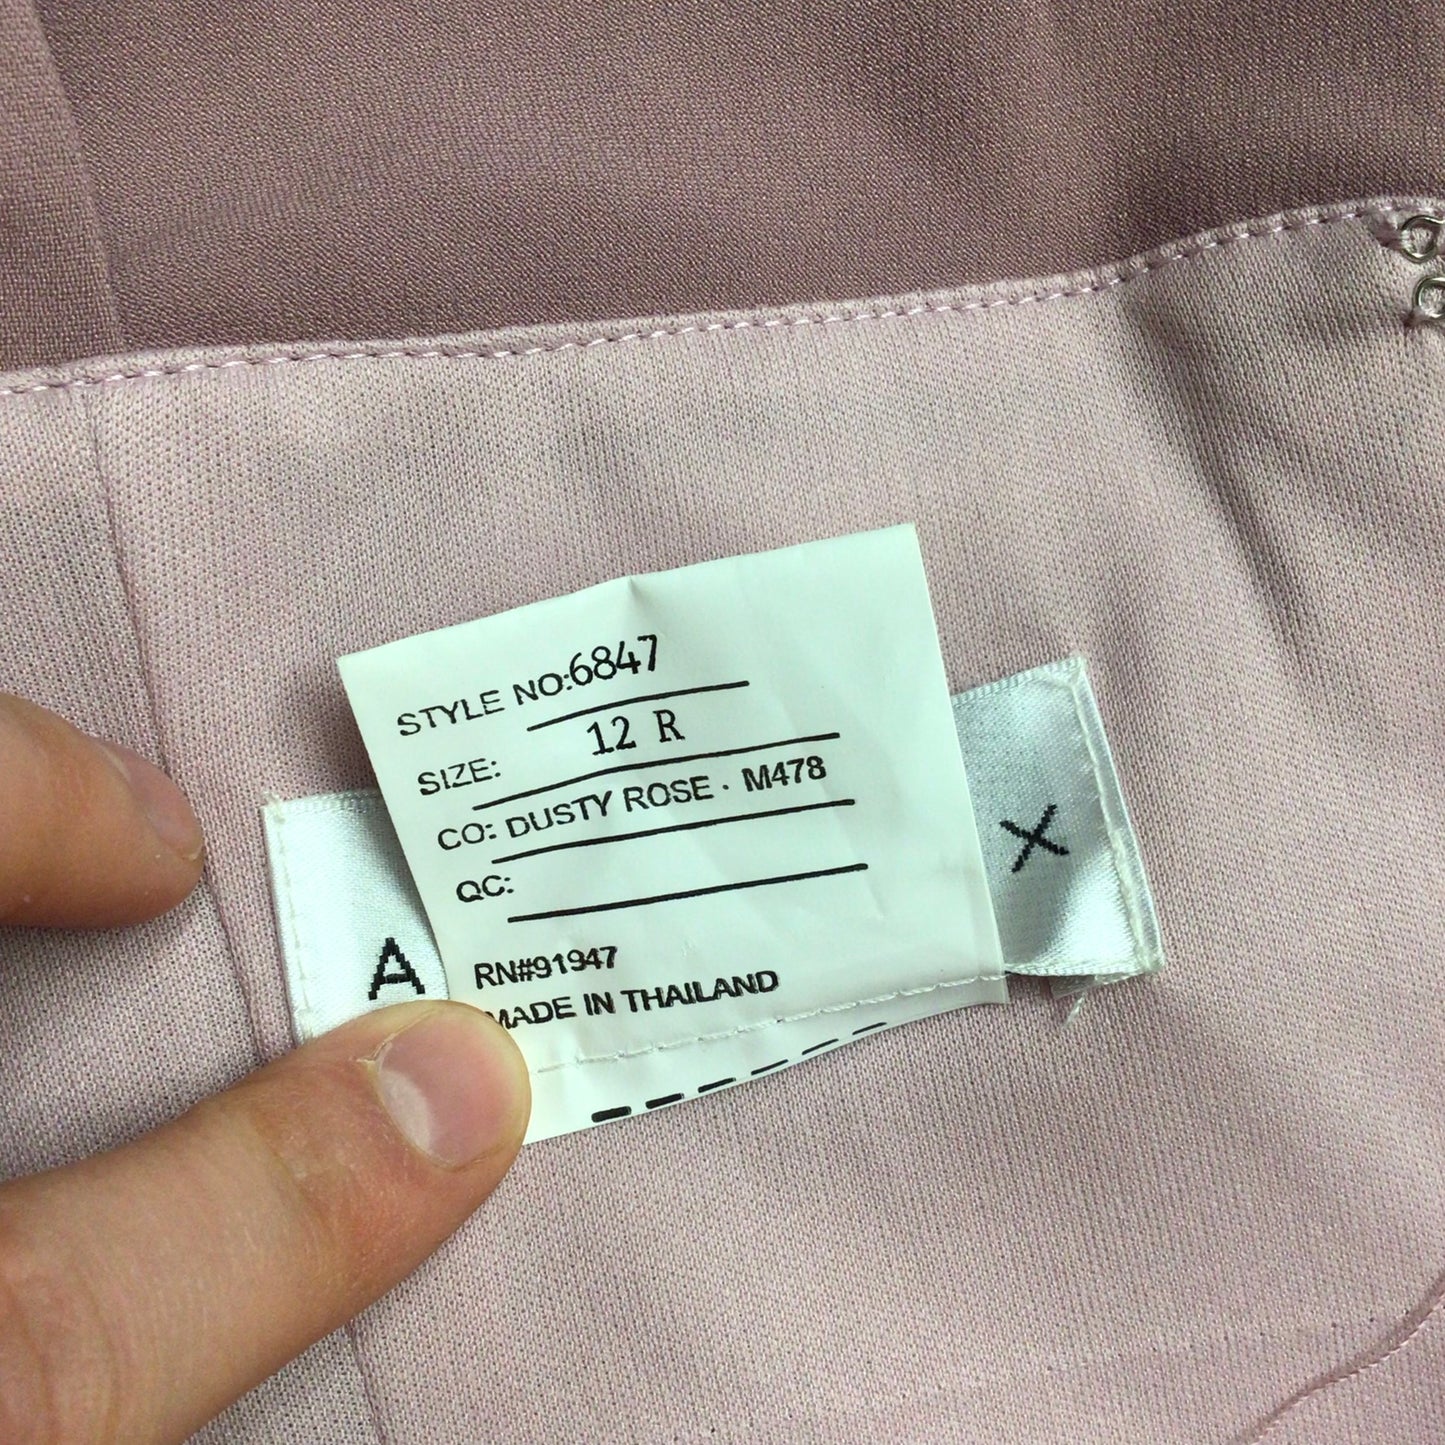 STYLE NO:6847
SIZE: 12 R
CO: DUSTY ROSE · M478
QC:
RN#91947
MADE IN THAILAND
A X